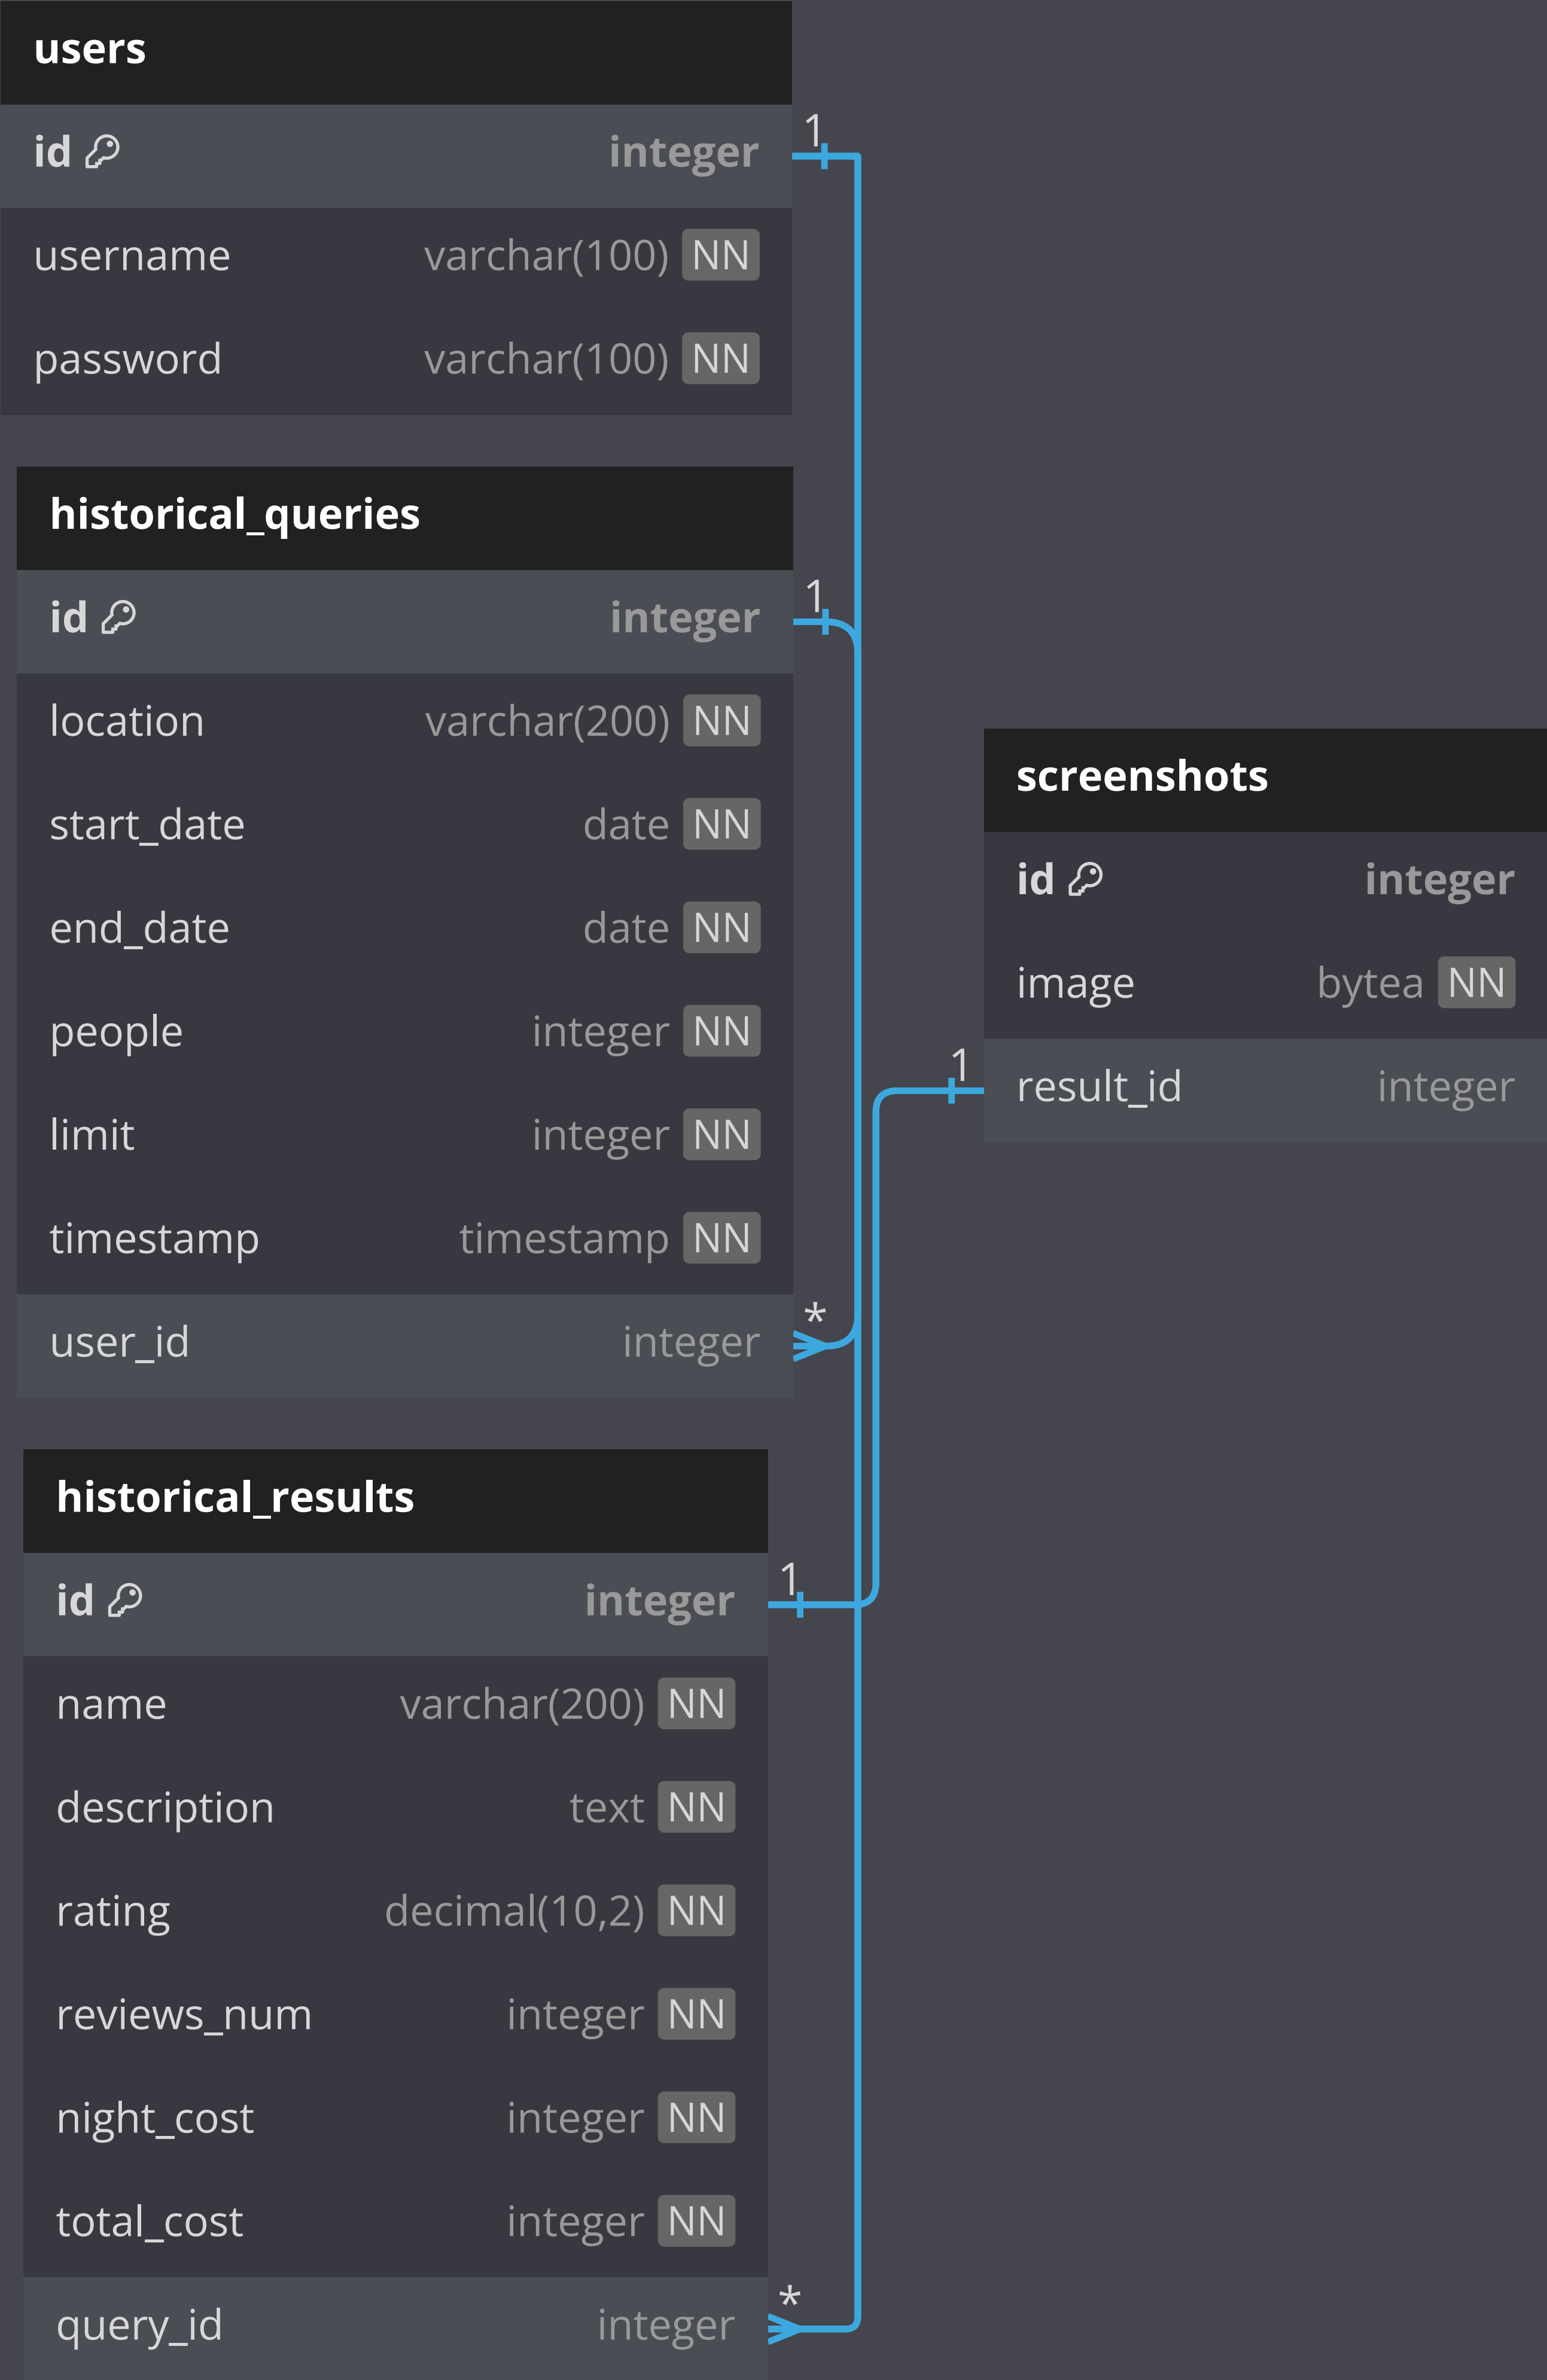 users
id integer
username varchar(100) NN
password varchar(100) NN
historical_queries
id integer
location varchar(200) NN
start_date date NN
end_date date NN
people integer NN
limit integer NN
timestamp timestamp NN
user_id integer
historical_results
id integer
name varchar(200) NN
description text NN
rating decimal(10,2) NN
reviews_num integer NN
night_cost integer NN
total_cost integer NN
query_id integer
1
1
*
1
*
screenshots
id integer
image bytea NN
result_id integer
1